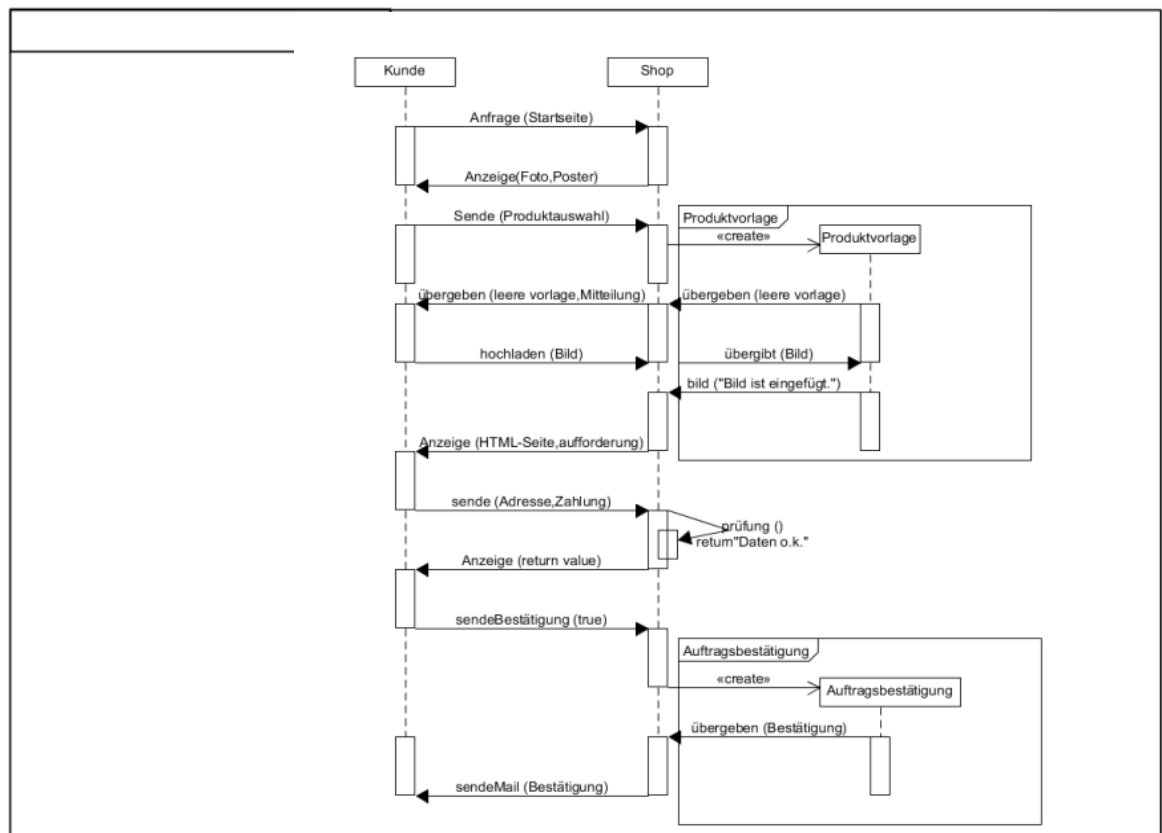 Kunde
Shop
Anfrage (Startseite)
Anzeige(Foto,Poster)
Sende (Produktauswahl)
Produktvorlage
«create»
Produktvorlage
übergeben (leere vorlage,Mitteilung)
übergeben (leere vorlage)
hochladen (Bild)
übergibt (Bild)
bild ("Bild ist eingefügt.")
Anzeige (HTML-Seite,aufforderung)
sende (Adresse,Zahlung)
prüfung ()
return"Daten o.k."
Anzeige (return value)
sendeBestätigung (true)
Auftragsbestätigung
«create»
Auftragsbestätigung
übergeben (Bestätigung)
sendeMail (Bestätigung)